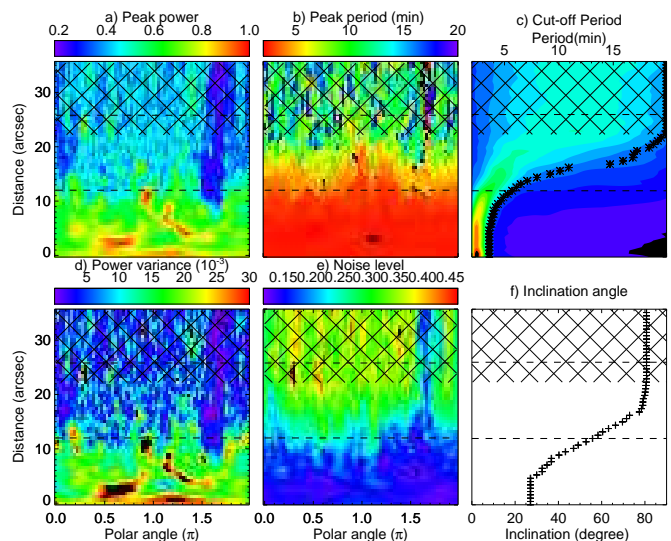 a) Peak power
0.2 0.4 0.6 0.8 1.0
b) Peak period (min)
5 10 15 20
c) Cut-off Period
Period(min)
5 10 15
Distance (arcsec)
30
20
10
0
d) Power variance (10-3)
5 10 15 20 25 30
e) Noise level
0.15 0.20 0.25 0.30 0.35 0.40 0.45
f) Inclination angle
Distance (arcsec)
30
20
10
0
0.0 0.5 1.0 1.5
Polar angle (π)
0.0 0.5 1.0 1.5
Polar angle (π)
0 20 40 60 80
Inclination (degree)